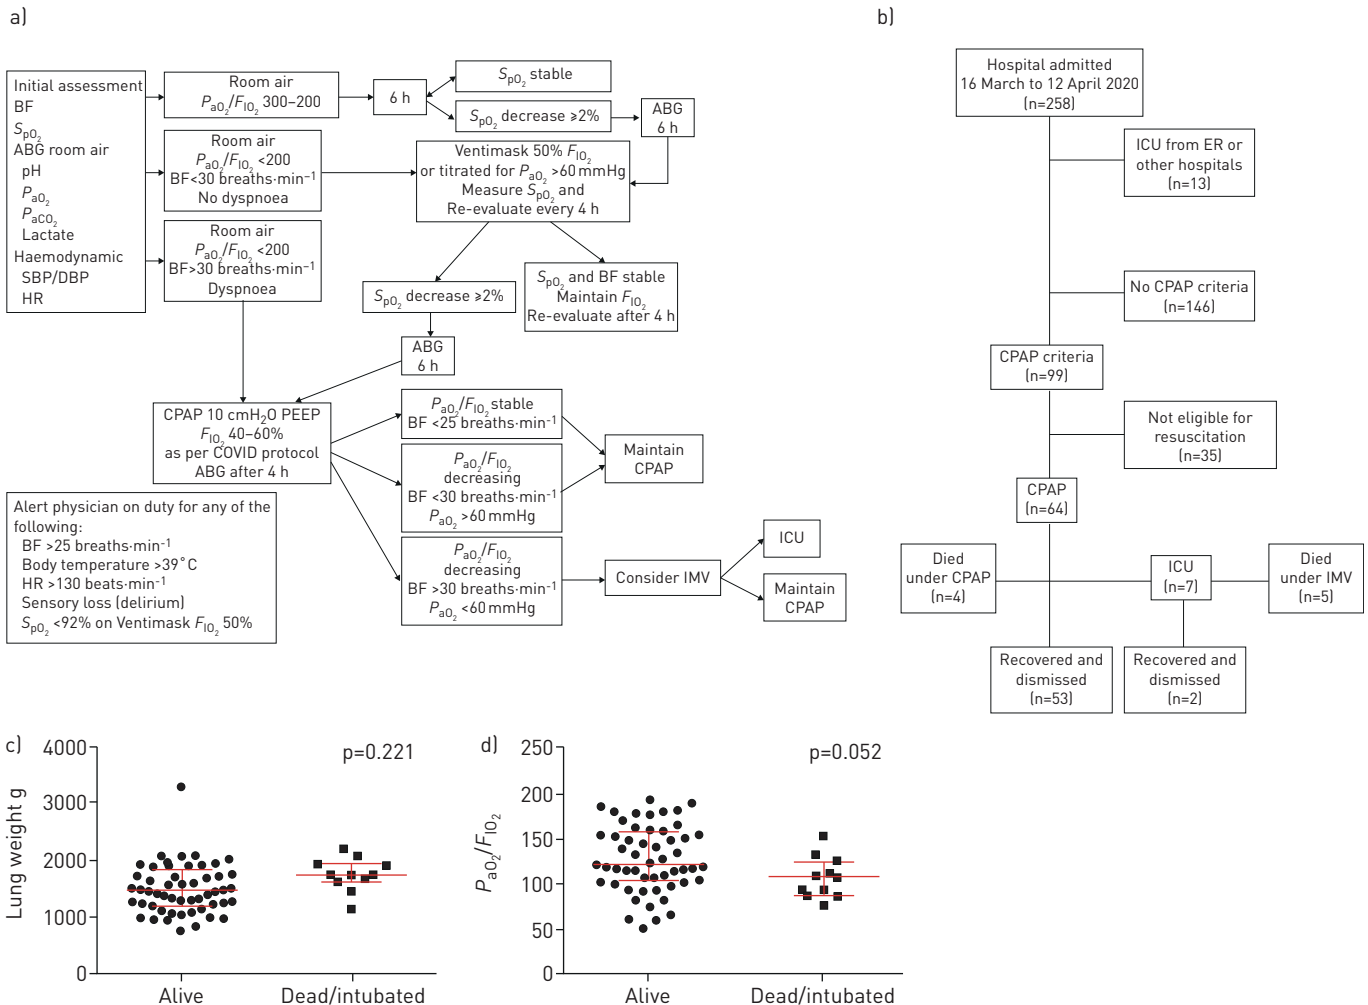 a)
Initial assessment
BF
SpO2
ABG room air
pH
PaO2
PaCO2
Lactate
Haemodynamic
SBP/DBP
HR
Room air
PaO2/FIO2 300–200
6 h
SpO2 stable
SpO2 decrease ≥2%
ABG
6 h
Room air
PaO2/FIO2 <200
BF<30 breaths·min−1
No dyspnoea
Ventimask 50% FIO2
or titrated for PaO2 >60 mmHg
Measure SpO2 and
Re-evaluate every 4 h
Room air
PaO2/FIO2 <200
BF>30 breaths·min−1
Dyspnoea
SpO2 decrease ≥2%
SpO2 and BF stable
Maintain FIO2
Re-evaluate after 4 h
ABG
6 h
CPAP 10 cmH2O PEEP
FIO2 40–60%
as per COVID protocol
ABG after 4 h
PaO2/FIO2 stable
BF <25 breaths·min−1
PaO2/FIO2
decreasing
BF <30 breaths·min−1
PaO2 >60 mmHg
Maintain
CPAP
PaO2/FIO2
decreasing
BF >30 breaths·min−1
PaO2 <60 mmHg
Consider IMV
ICU
Maintain
CPAP
Alert physician on duty for any of the
following:
BF >25 breaths·min−1
Body temperature >39°C
HR >130 beats·min−1
Sensory loss (delirium)
SpO2 <92% on Ventimask FIO2 50%
b)
Hospital admitted
16 March to 12 April 2020
(n=258)
ICU from ER or
other hospitals
(n=13)
No CPAP criteria
(n=146)
CPAP criteria
(n=99)
Not eligible for
resuscitation
(n=35)
CPAP
(n=64)
Died
under CPAP
(n=4)
ICU
(n=7)
Died
under IMV
(n=5)
Recovered and
dismissed
(n=53)
Recovered and
dismissed
(n=2)
c)
Lung weight g
4000
3000
2000
1000
0
p=0.221
Alive
Dead/intubated
d)
PaO2/FIO2
250
200
150
100
50
0
p=0.052
Alive
Dead/intubated